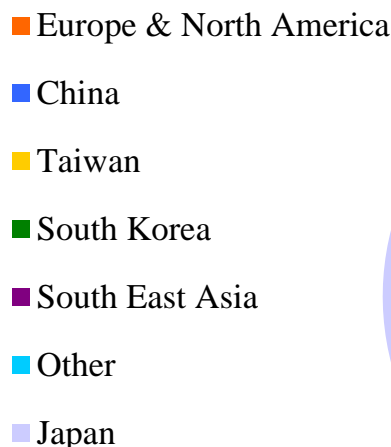 Europe & North America
China
Taiwan
South Korea
South East Asia
Other
Japan